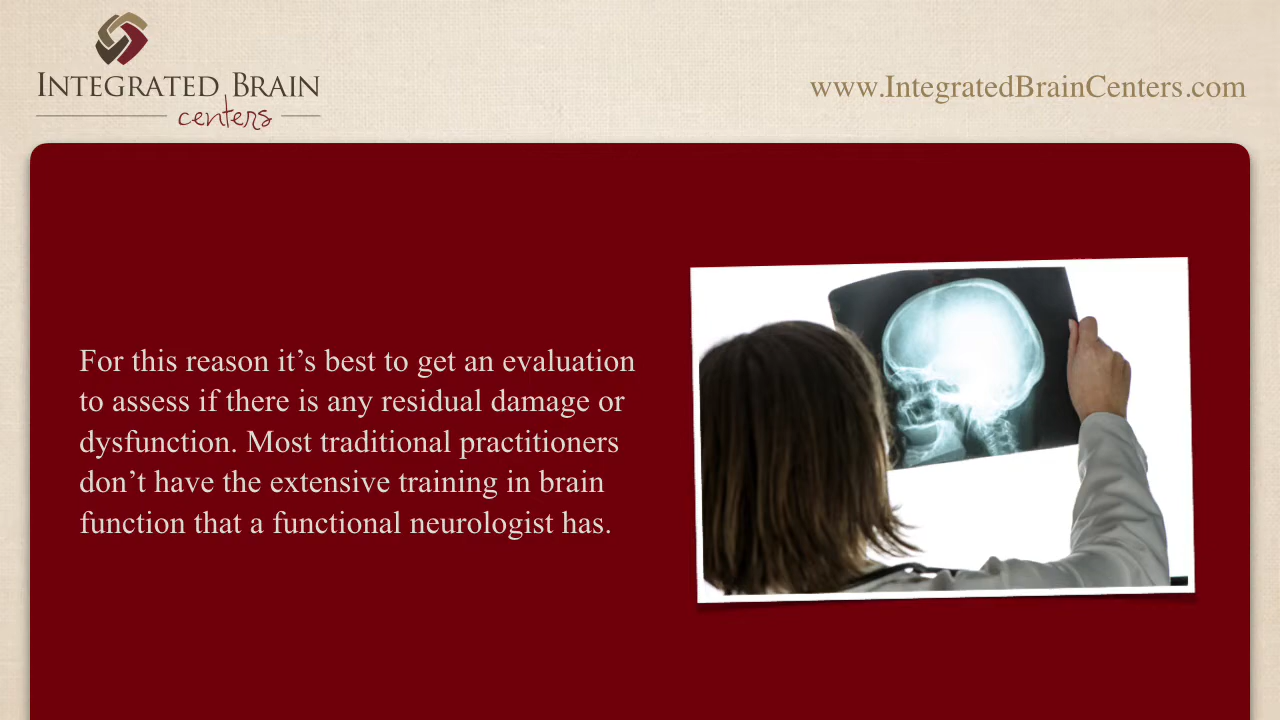 INTEGRATED BRAIN
centers
www.IntegratedBrainCenters.com
For this reason it’s best to get an evaluation
to assess if there is any residual damage or
dysfunction. Most traditional practitioners
don’t have the extensive training in brain
function that a functional neurologist has.